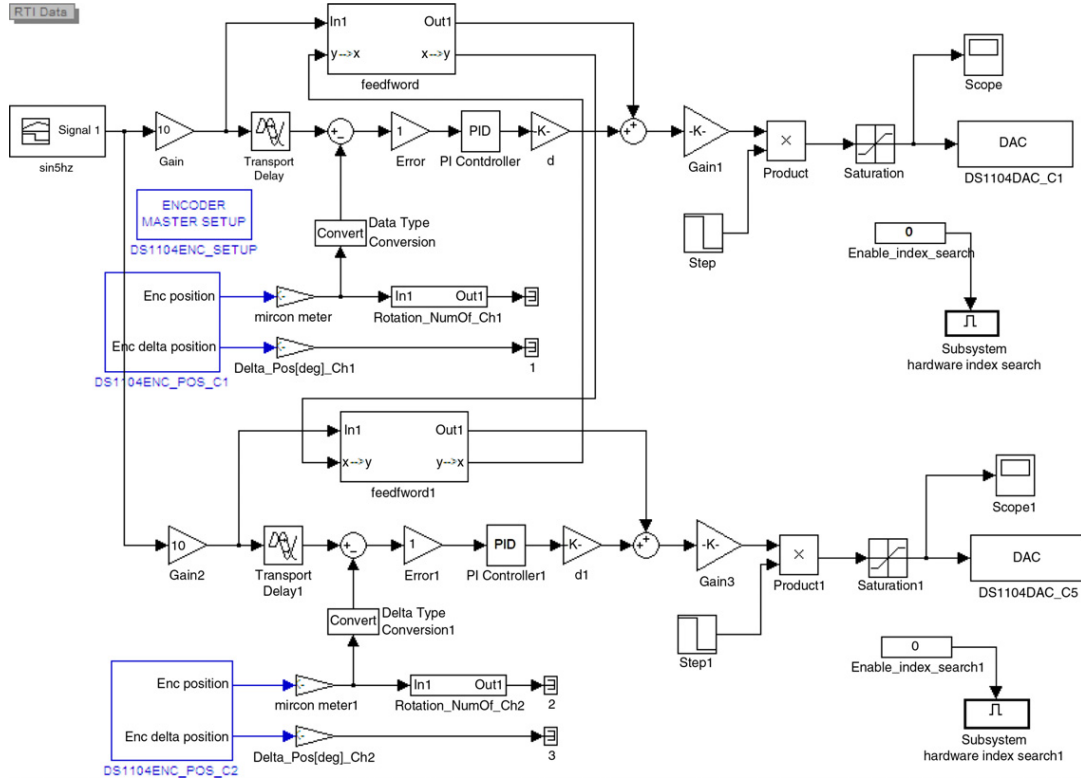 RTI Data
In1
Out1
y-->x
x-->y
feedfword
Scope
Signal 1
sin5hz
10
Gain
Transport
Delay
1
Error
PID
PI Contdroller
-K-
d
-K-
Gain1
×
Product
Saturation
DAC
DS1104DAC_C1
ENCODER
MASTER SETUP
DS1104ENC_SETUP
Convert
Data Type
Conversion
Step
0
Enable_index_search
Enc position
mircon meter
In1
Out1
Rotation_NumOf_Ch1
Enc delta position
Delta_Pos[deg]_Ch1
1
DS1104ENC_POS_C1
Subsystem
hardware index search
In1
Out1
x-->y
y-->x
feedfword1
Scope1
10
Gain2
Transport
Delay1
1
Error1
PID
PI Controller1
-K-
d1
-K-
Gain3
×
Product1
Saturation1
DAC
DS1104DAC_C5
Convert
Delta Type
Conversion1
Step1
0
Enable_index_search1
Enc position
mircon meter1
In1
Out1
Rotation_NumOf_Ch2
2
Enc delta position
Delta_Pos[deg]_Ch2
3
DS1104ENC_POS_C2
Subsystem
hardware index search1